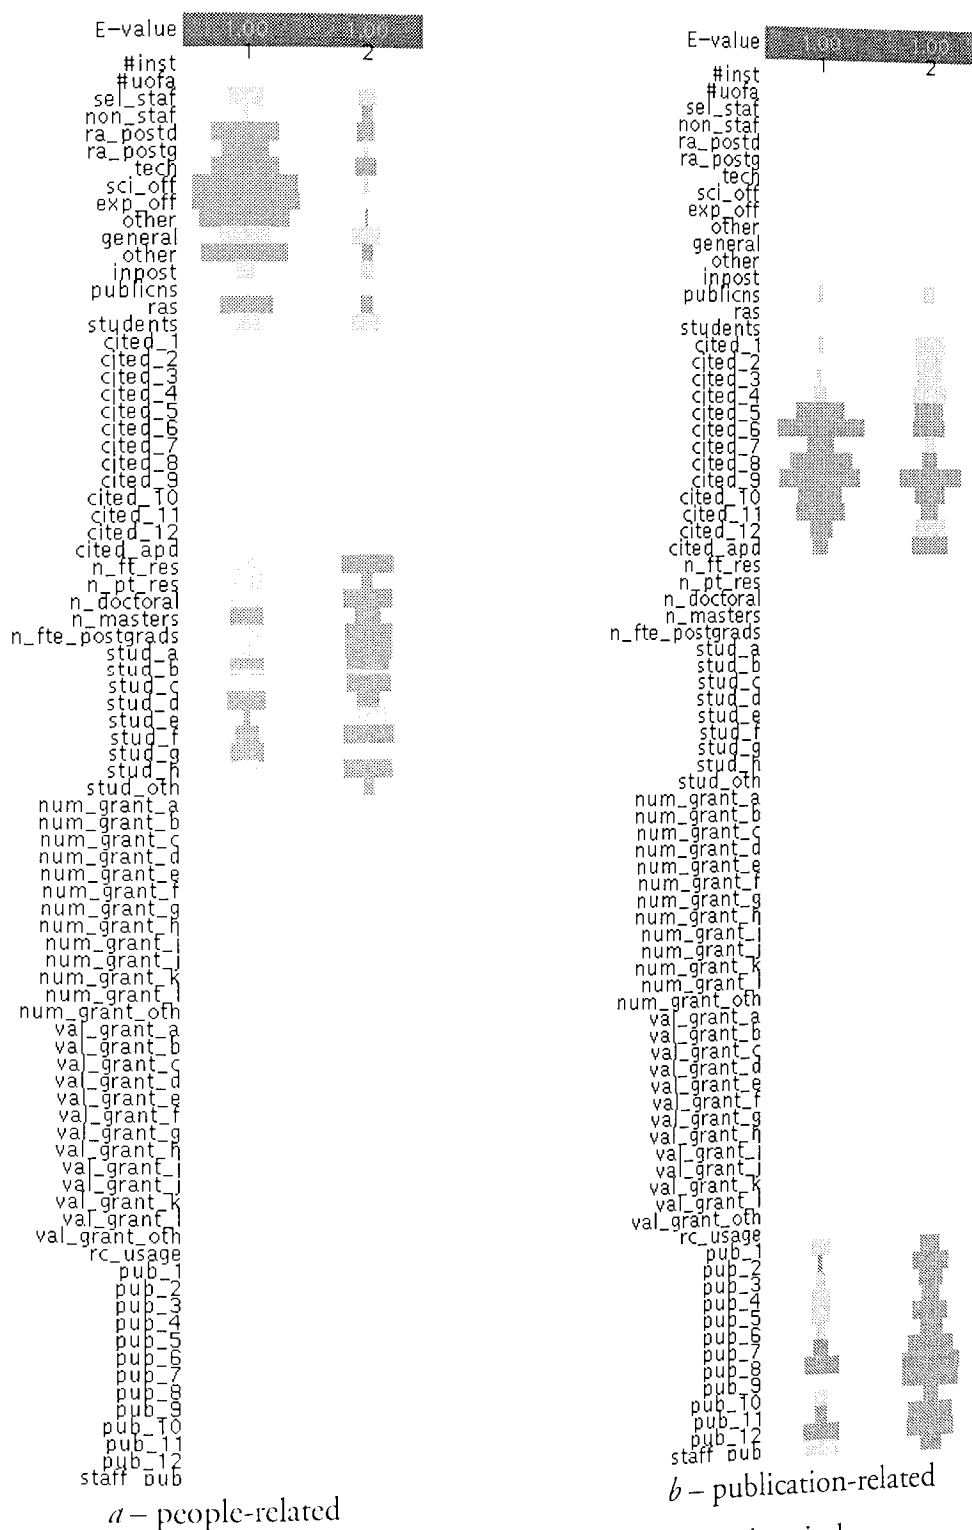 E-value 1.00 1.00
1 2
#inst
#uofa
sel_staf
non_staf
ra_postd
ra_postg
tech
sci_off
exp_off
other
general
other
inpost
publicns
ras
students
cited_1
cited_2
cited_3
cited_4
cited_5
cited_6
cited_7
cited_8
cited_9
cited_10
cited_11
cited_12
cited_apd
n_ft_res
n_pt_res
n_doctoral
n_masters
n_fte_postgrads
stud_a
stud_b
stud_c
stud_d
stud_e
stud_f
stud_g
stud_h
stud_oth
num_grant_a
num_grant_b
num_grant_c
num_grant_d
num_grant_e
num_grant_f
num_grant_g
num_grant_h
num_grant_i
num_grant_j
num_grant_k
num_grant_l
num_grant_oth
val_grant_a
val_grant_b
val_grant_c
val_grant_d
val_grant_e
val_grant_f
val_grant_g
val_grant_h
val_grant_i
val_grant_j
val_grant_k
val_grant_l
val_grant_oth
rc_usage
pub_1
pub_2
pub_3
pub_4
pub_5
pub_6
pub_7
pub_8
pub_9
pub_10
pub_11
pub_12
staff_pub
a – people-related
E-value 1.00 1.00
1 2
#inst
#uofa
sel_staf
non_staf
ra_postd
ra_postg
tech
sci_off
exp_off
other
general
other
inpost
publicns
ras
students
cited_1
cited_2
cited_3
cited_4
cited_5
cited_6
cited_7
cited_8
cited_9
cited_10
cited_11
cited_12
cited_apd
n_ft_res
n_pt_res
n_doctoral
n_masters
n_fte_postgrads
stud_a
stud_b
stud_c
stud_d
stud_e
stud_f
stud_g
stud_h
stud_oth
num_grant_a
num_grant_b
num_grant_c
num_grant_d
num_grant_e
num_grant_f
num_grant_g
num_grant_h
num_grant_i
num_grant_j
num_grant_k
num_grant_l
num_grant_oth
val_grant_a
val_grant_b
val_grant_c
val_grant_d
val_grant_e
val_grant_f
val_grant_g
val_grant_h
val_grant_i
val_grant_j
val_grant_k
val_grant_l
val_grant_oth
rc_usage
pub_1
pub_2
pub_3
pub_4
pub_5
pub_6
pub_7
pub_8
pub_9
pub_10
pub_11
pub_12
staff_pub
b – publication-related